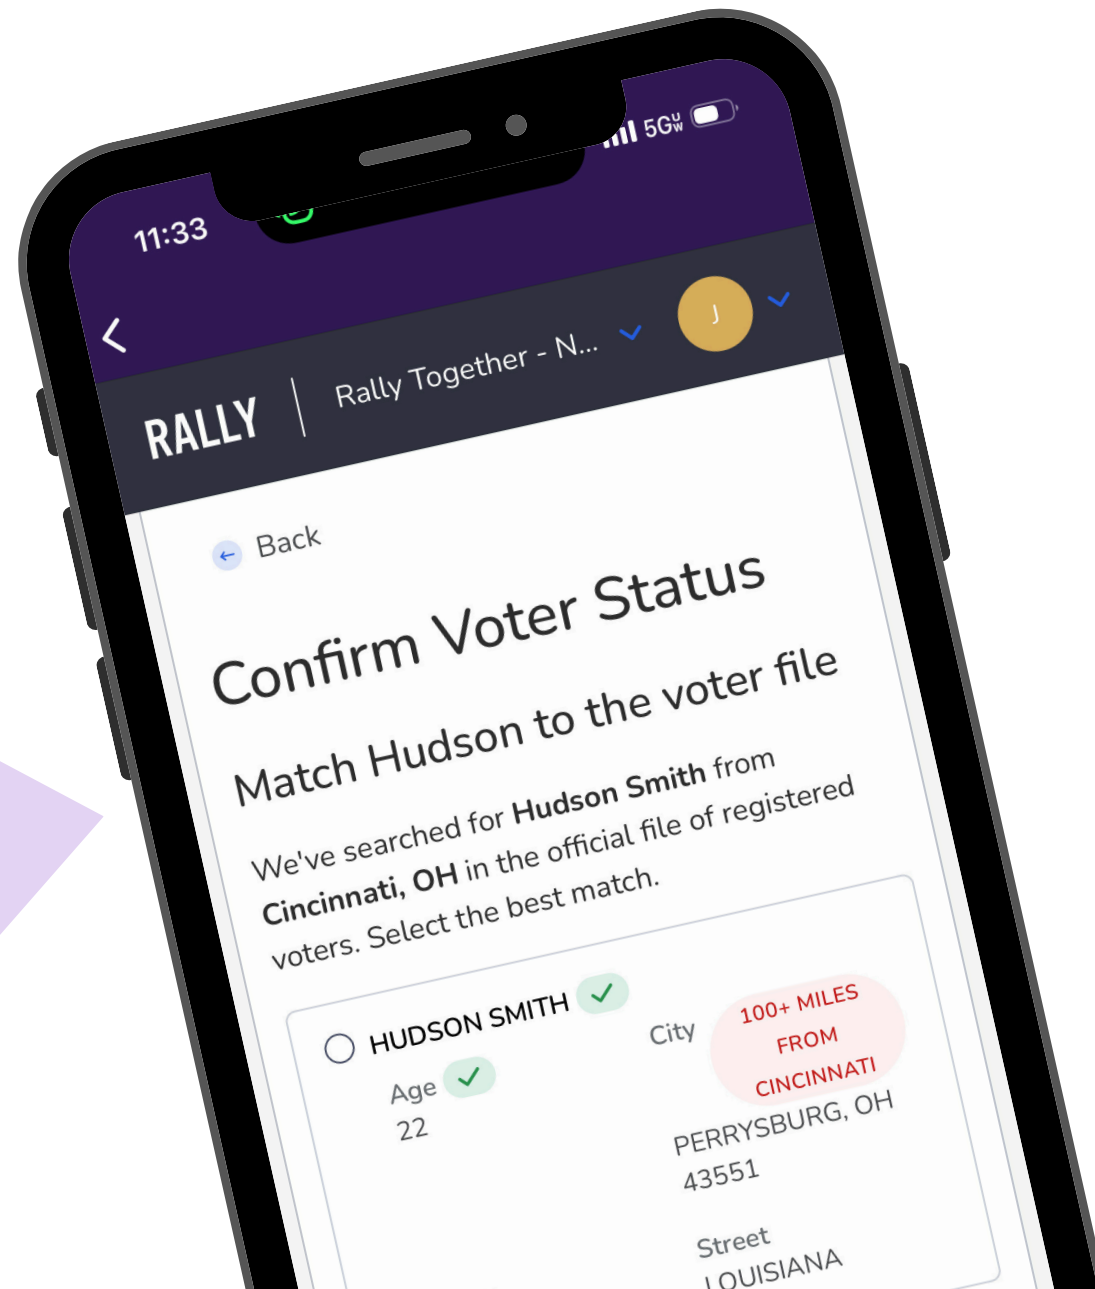 11:33
5GUW
RALLY
Rally Together - N...
J
Back
Confirm Voter Status
Match Hudson to the voter file
We've searched for Hudson Smith from
Cincinnati, OH in the official file of registered
voters. Select the best match.
HUDSON SMITH
Age
22
City
100+ MILES
FROM
CINCINNATI
PERRYSBURG, OH
43551
Street
LOUISIANA